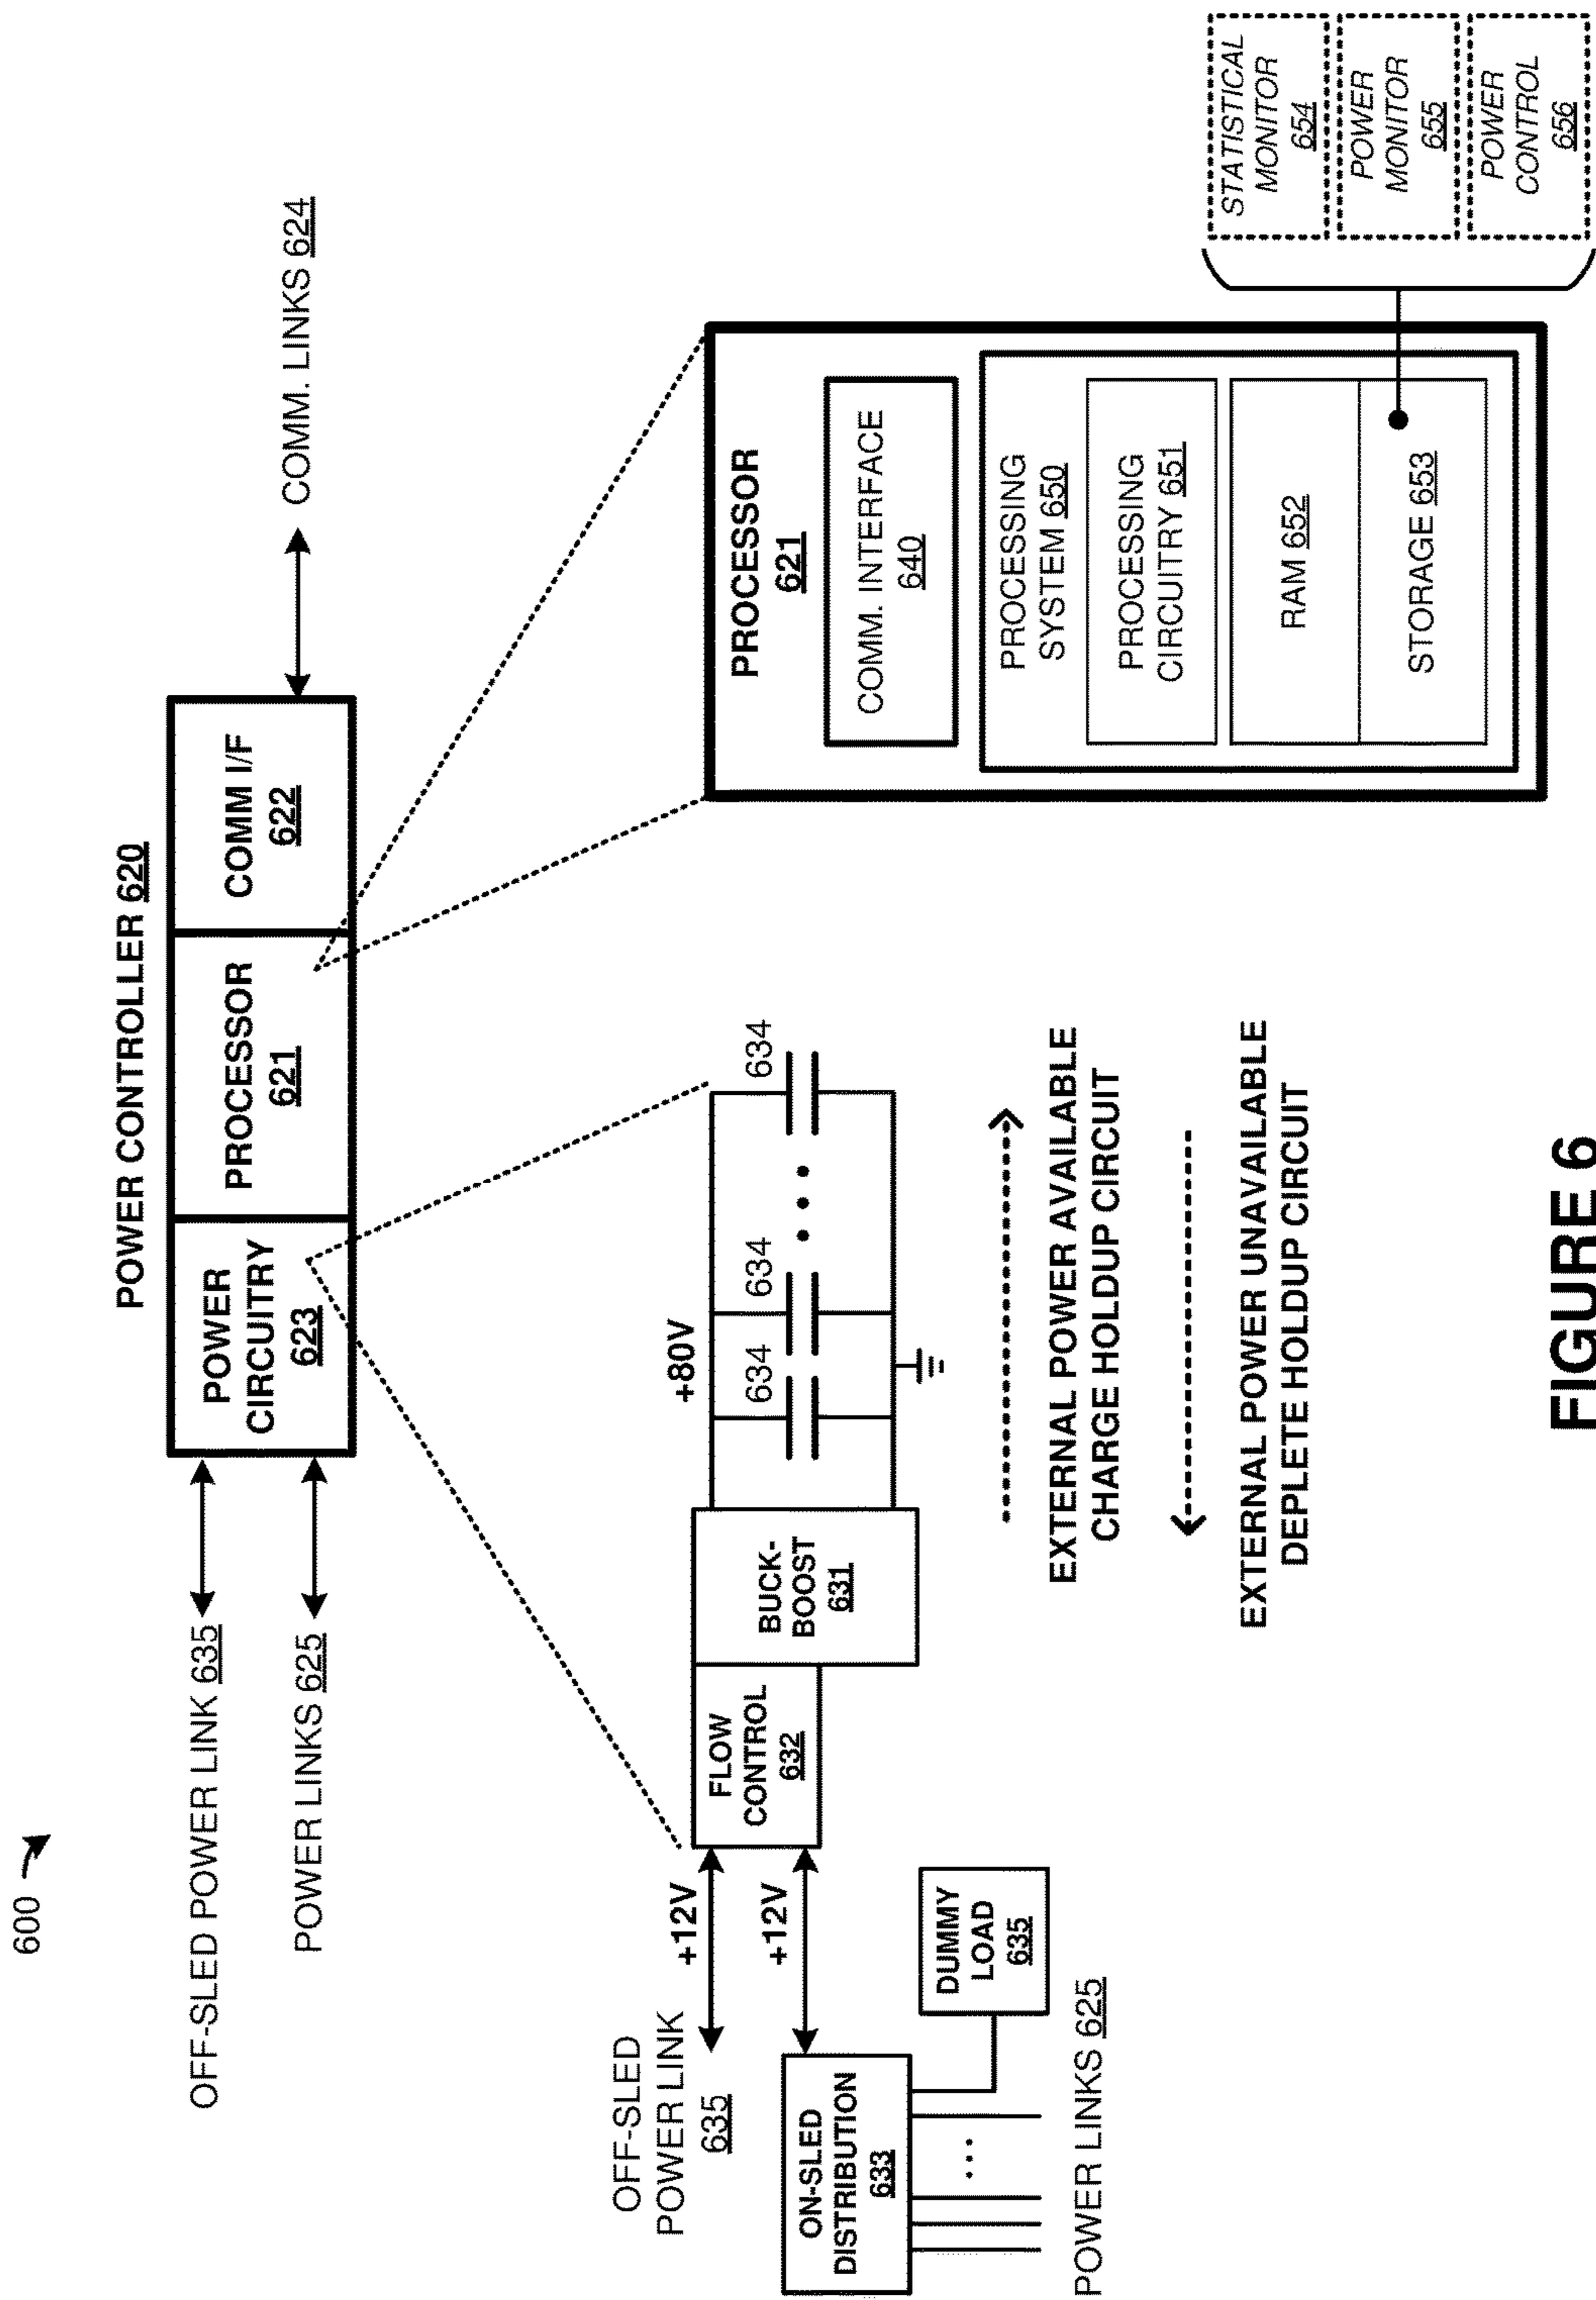 600
POWER CONTROLLER 620
OFF-SLED POWER LINK 635
POWER LINKS 625
POWER
CIRCUITRY
623
PROCESSOR
621
COMM I/F
622
COMM. LINKS 624
OFF-SLED
POWER LINK
635
+12V
+12V
ON-SLED
DISTRIBUTION
633
...
POWER LINKS 625
DUMMY
LOAD
635
FLOW
CONTROL
632
BUCK-
BOOST
631
+80V
634
634
634
EXTERNAL POWER AVAILABLE
CHARGE HOLDUP CIRCUIT
EXTERNAL POWER UNAVAILABLE
DEPLETE HOLDUP CIRCUIT
PROCESSOR
621
COMM. INTERFACE
640
PROCESSING
SYSTEM 650
PROCESSING
CIRCUITRY 651
RAM 652
STORAGE 653
STATISTICAL
MONITOR
654
POWER
MONITOR
655
POWER
CONTROL
656
FIGURE 6